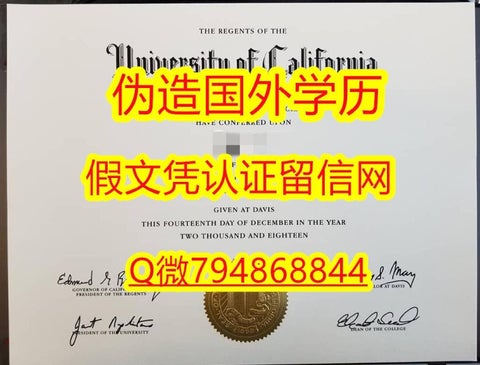 THE REGENTS OF THE
University of California
伪造国外学历
HAVE CONFERRED UPON
假文凭认证留信网
GIVEN AT DAVIS
THIS FOURTEENTH DAY OF DECEMBER IN THE YEAR
TWO THOUSAND AND EIGHTEEN
Q微794868844
GOVERNOR OF
PRESIDENT OF THE REGENTS
AT DAVIS
PRESIDENT OF THE UNIVERSITY
DEAN OF THE COLLEGE